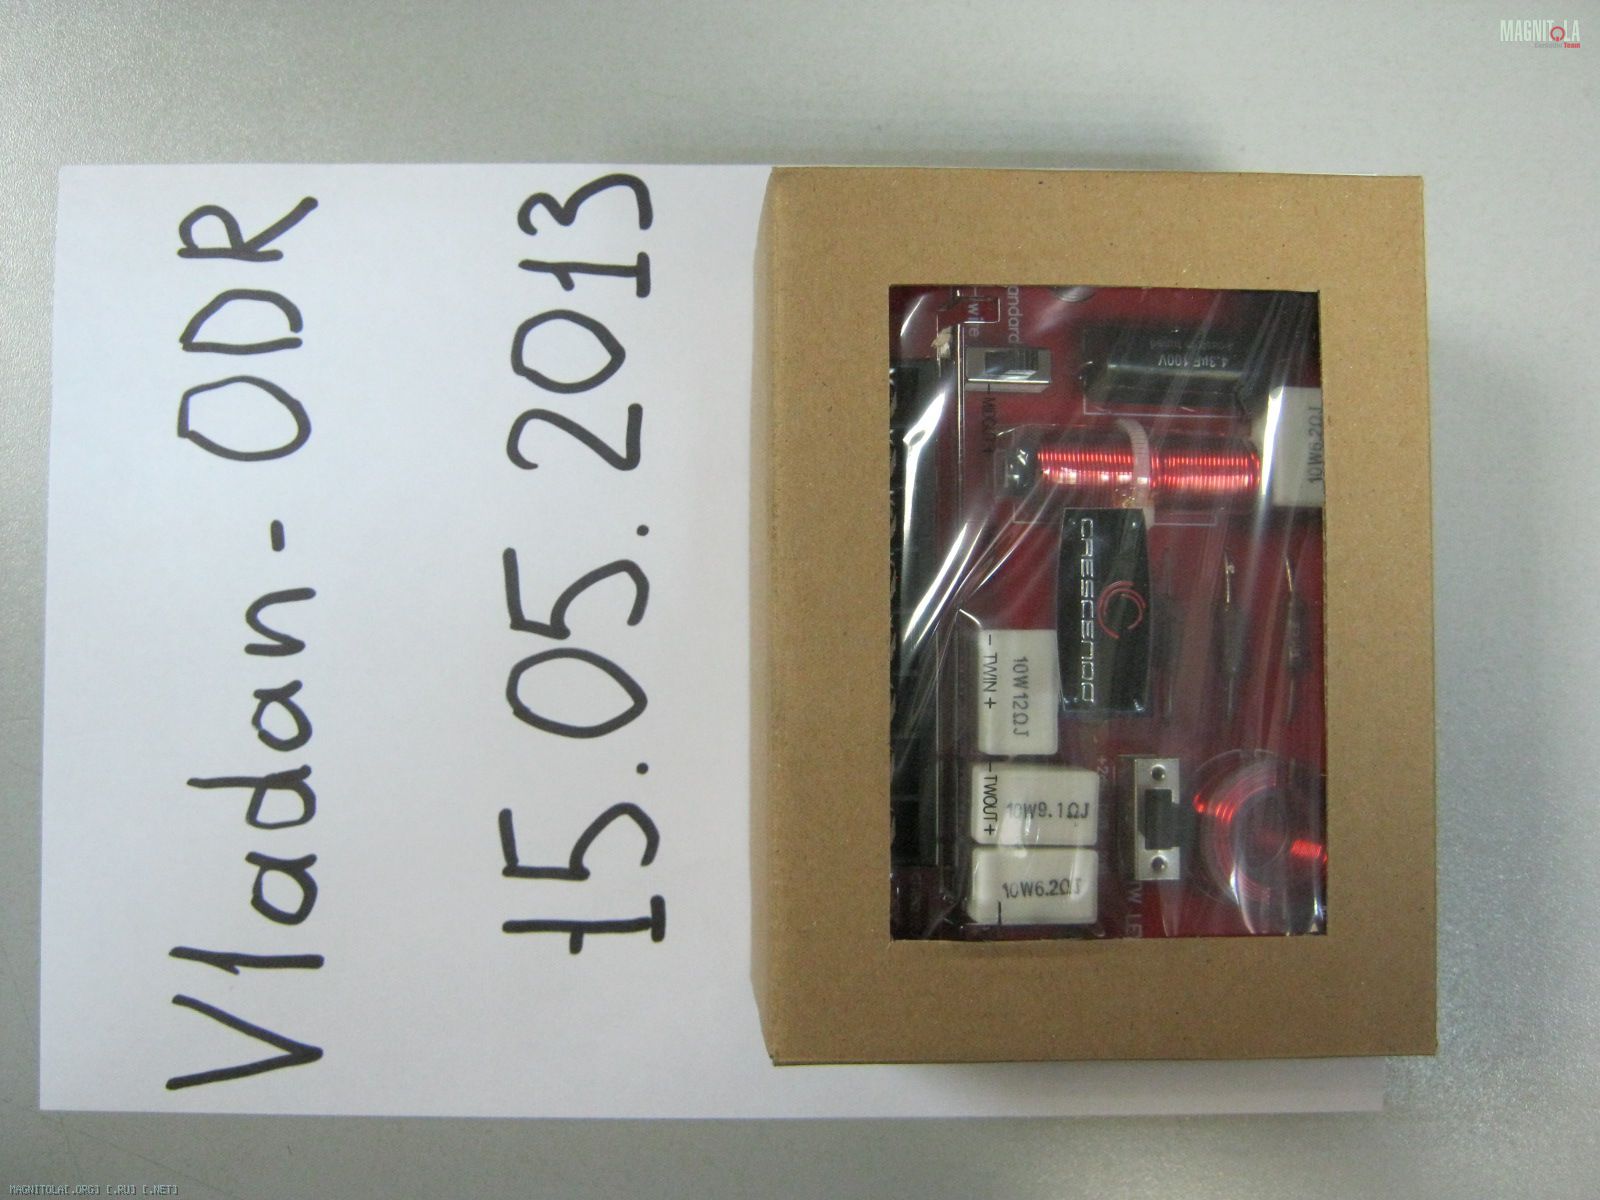 MAGNITOLA
Vladan-ODR
15.05.2013
4.3µF 100V
10W6.2ΩJ
CRESCENDO
- TWIN +
10W12ΩJ
- TWOUT +
10W9.1ΩJ
10W6.2ΩJ
MAGNITOLA[.ORG] [.RU] [.NET]